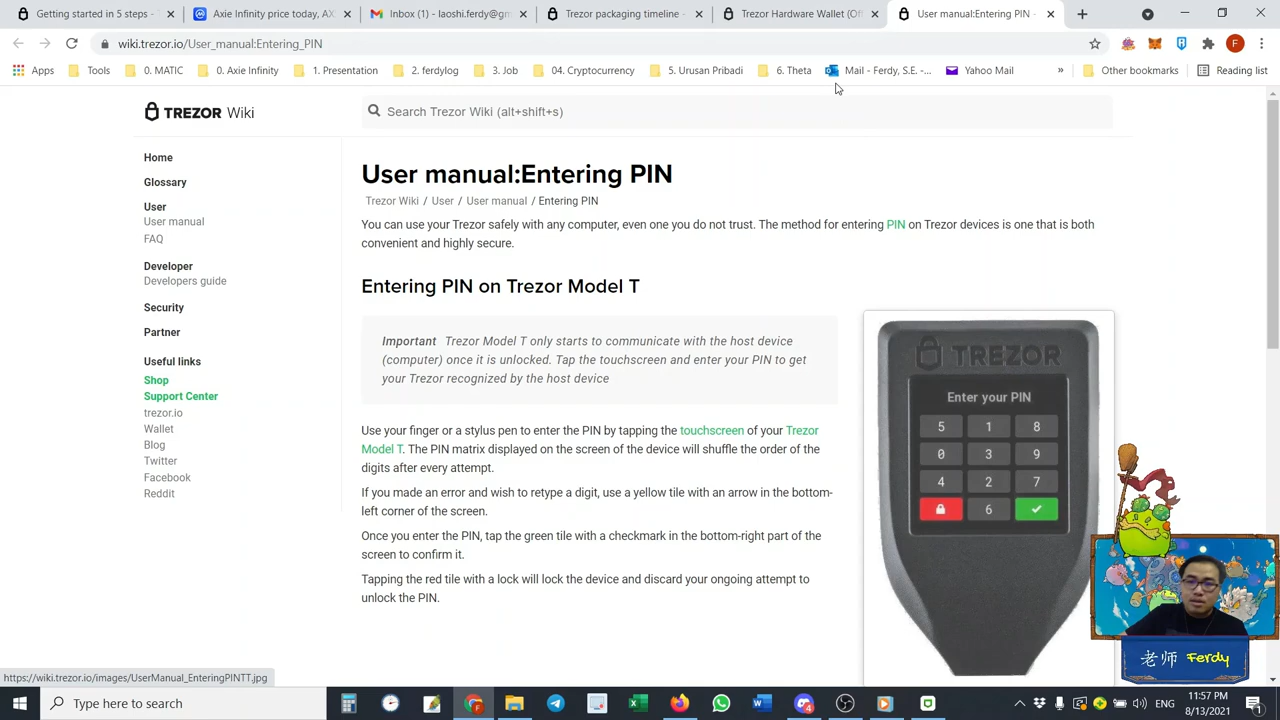 Getting started in 5 steps -
Axie Infinity price today, AX
Inbox (1) - laoshi.ferdy@gm
Trezor packaging timeline -
Trezor Hardware Wallet (Of
User manual:Entering PIN -
wiki.trezor.io/User_manual:Entering_PIN
F
Apps
Tools
0. MATIC
0. Axie Infinity
1. Presentation
2. ferdylog
3. Job
04. Cryptocurrency
5. Urusan Pribadi
6. Theta
Mail - Ferdy, S.E. -...
Yahoo Mail
»
Other bookmarks
Reading list
TREZOR Wiki
Search Trezor Wiki (alt+shift+s)
Home
Glossary
User
User manual
FAQ
Developer
Developers guide
Security
Partner
Useful links
Shop
Support Center
trezor.io
Wallet
Blog
Twitter
Facebook
Reddit
User manual:Entering PIN
Trezor Wiki / User / User manual / Entering PIN
You can use your Trezor safely with any computer, even one you do not trust. The method for entering PIN on Trezor devices is one that is both
convenient and highly secure.
Entering PIN on Trezor Model T
Important Trezor Model T only starts to communicate with the host device
(computer) once it is unlocked. Tap the touchscreen and enter your PIN to get
your Trezor recognized by the host device
Use your finger or a stylus pen to enter the PIN by tapping the touchscreen of your Trezor
Model T. The PIN matrix displayed on the screen of the device will shuffle the order of the
digits after every attempt.
If you made an error and wish to retype a digit, use a yellow tile with an arrow in the bottom-
left corner of the screen.
Once you enter the PIN, tap the green tile with a checkmark in the bottom-right part of the
screen to confirm it.
Tapping the red tile with a lock will lock the device and discard your ongoing attempt to
unlock the PIN.
TREZOR
Enter your PIN
5 1 8
0 3 9
4 2 7
6
老师 Ferdy
https://wiki.trezor.io/images/UserManual_EnteringPINTT.jpg
Type here to search
ENG
11:57 PM
8/13/2021